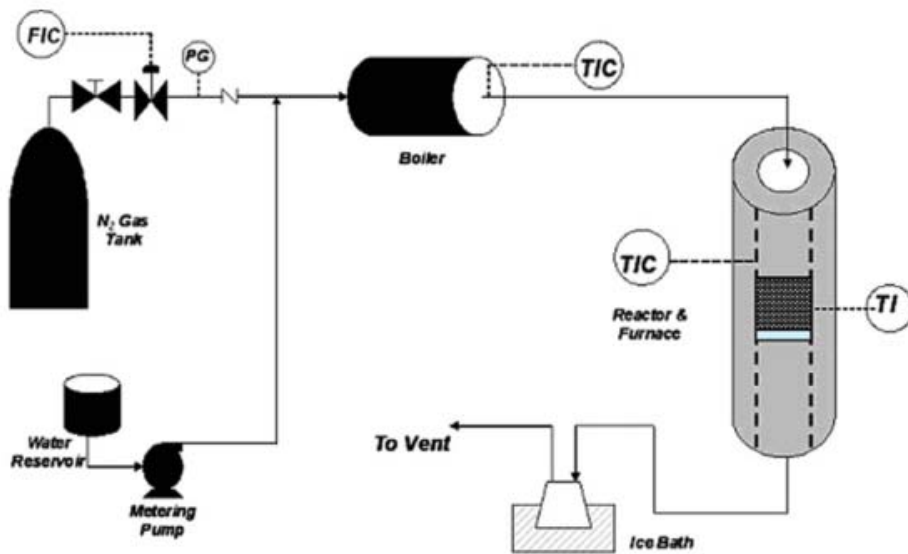 FIC
PG
TIC
Boiler
N₂ Gas
Tank
TIC
TI
Reactor &
Furnace
Water
Reservoir
To Vent
Metering
Pump
Ice Bath